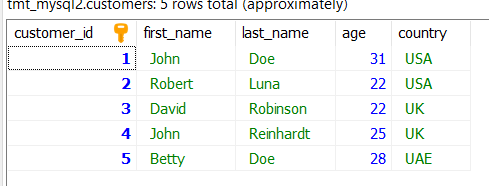 tmt_mysql2.customers: 5 rows total (approximately)
customer_id first_name last_name age country
1 John Doe 31 USA
2 Robert Luna 22 USA
3 David Robinson 22 UK
4 John Reinhardt 25 UK
5 Betty Doe 28 UAE